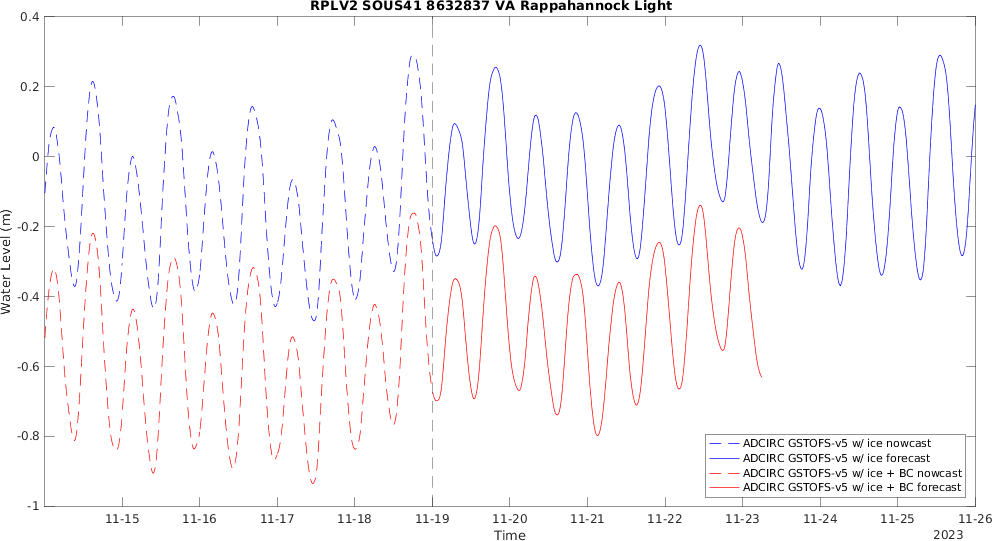 RPLV2 SOUS41 8632837 VA Rappahannock Light
0.4
0.2
0
-0.2
-0.4
-0.6
-0.8
-1
Water Level (m)
ADCIRC GSTOFS-v5 w/ ice nowcast
ADCIRC GSTOFS-v5 w/ ice forecast
ADCIRC GSTOFS-v5 w/ ice + BC nowcast
ADCIRC GSTOFS-v5 w/ ice + BC forecast
11-15 11-16 11-17 11-18 11-19 11-20 11-21 11-22 11-23 11-24 11-25 11-26
Time
2023